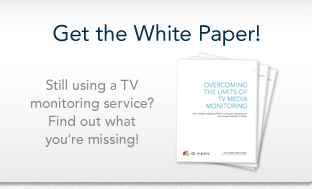 Get the White Paper!
Still using a TV
monitoring service?
Find out what
you're missing!
OVERCOMING
THE LIMITS OF
TV MEDIA
MONITORING
iQ media